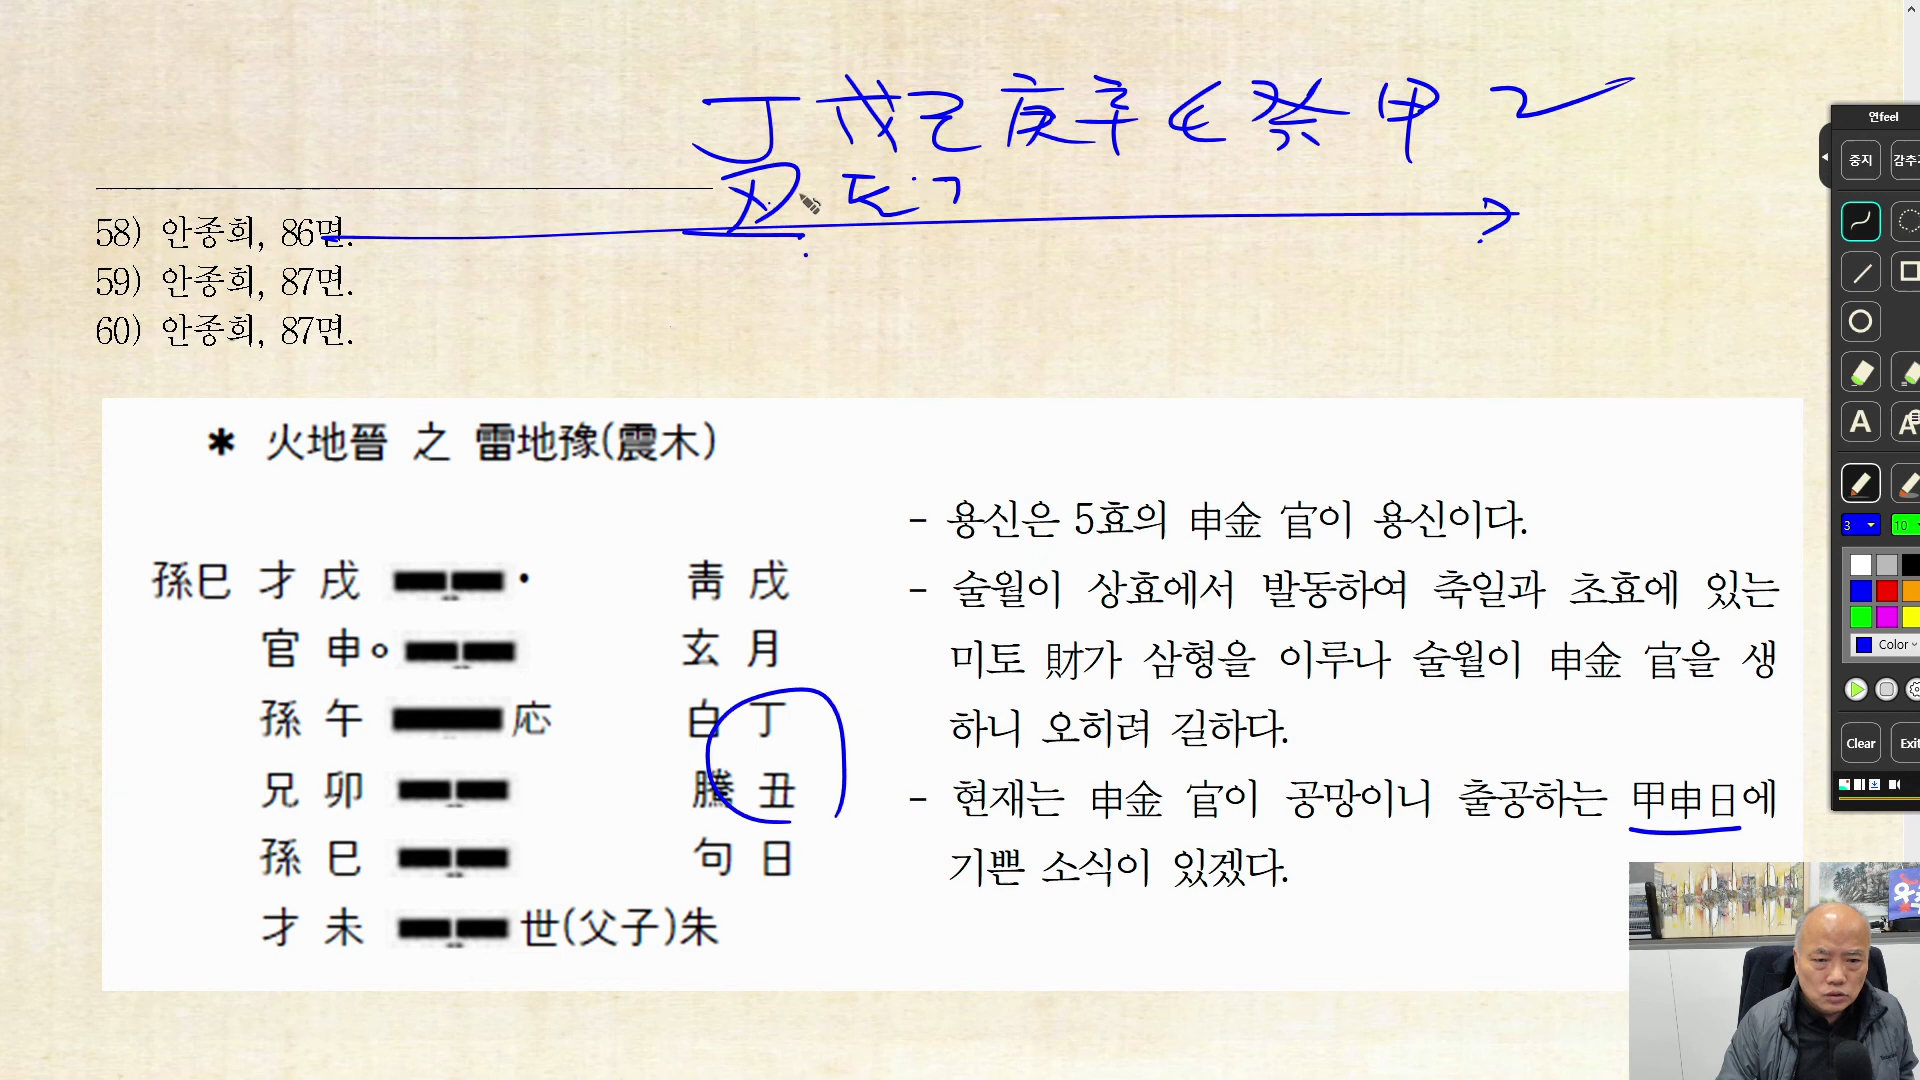 丁戊己庚辛 癸甲
丑
58) 안종희, 86면.
59) 안종희, 87면.
60) 안종희, 87면.
* 火地晉 之 雷地豫(震木)
孫巳 才 戌 靑 戌
官 申 玄 月
孫 午 応 白 丁
兄 卯 騰 丑
孫 巳 句 日
才 未 世(父子)朱
- 용신은 5효의 申金 官이 용신이다.
- 술월이 상효에서 발동하여 축일과 초효에 있는
미토 財가 삼형을 이루나 술월이 申金 官을 생
하니 오히려 길하다.
- 현재는 申金 官이 공망이니 출공하는 甲申日에
기쁜 소식이 있겠다.
연feel
중지
A
3
10
Color
Clear